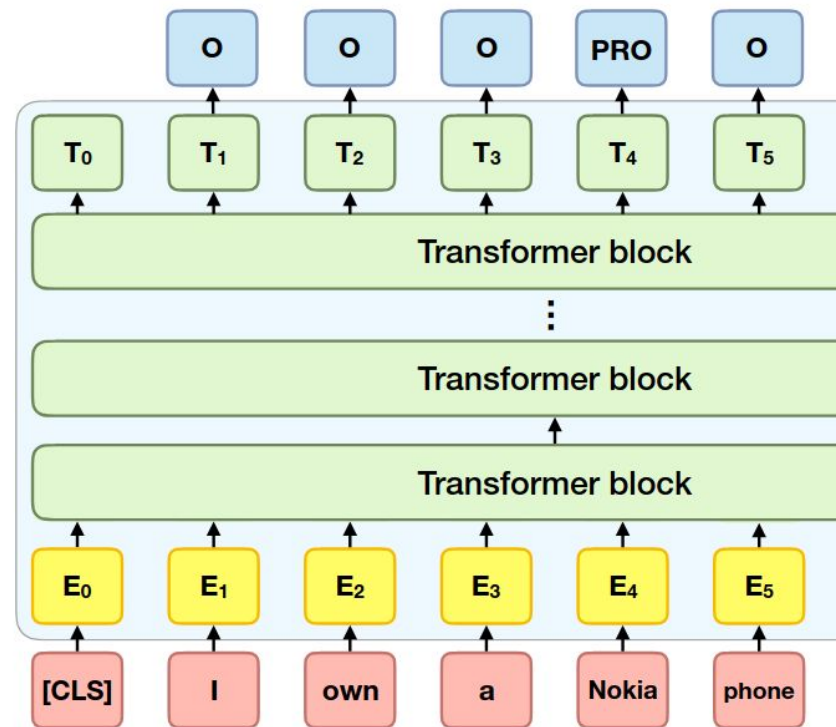 O O O PRO O
T₀ T₁ T₂ T₃ T₄ T₅
Transformer block
⋮
Transformer block
Transformer block
E₀ E₁ E₂ E₃ E₄ E₅
[CLS] I own a Nokia phone